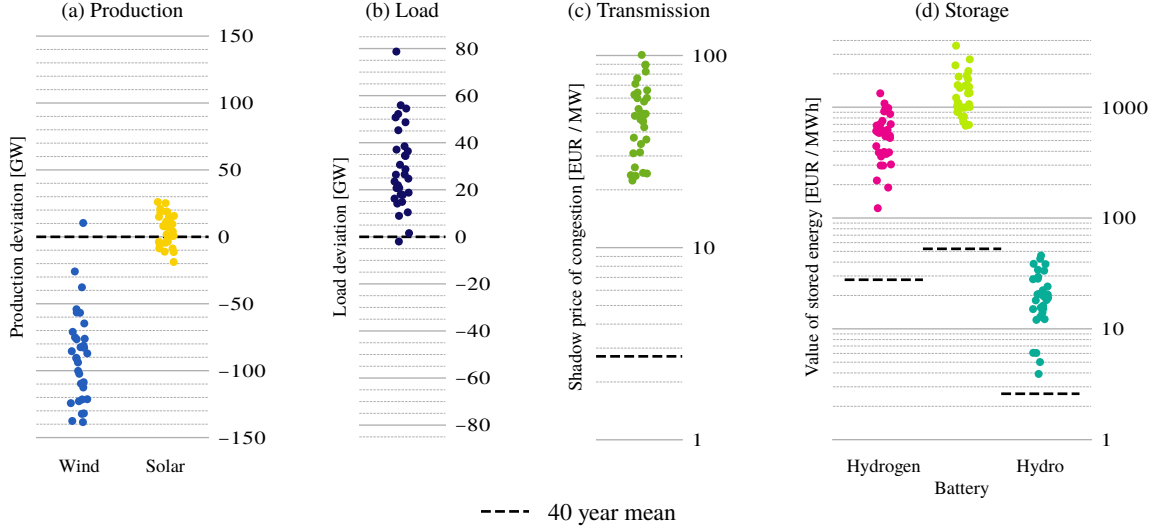 (a) Production
(b) Load
(c) Transmission
(d) Storage
Production deviation [GW]
150
100
50
0
−50
−100
−150
Wind
Solar
Load deviation [GW]
80
60
40
20
0
−20
−40
−60
−80
Shadow price of congestion [EUR / MW]
100
10
1
Value of stored energy [EUR / MWh]
1000
100
10
1
Hydrogen
Battery
Hydro
40 year mean